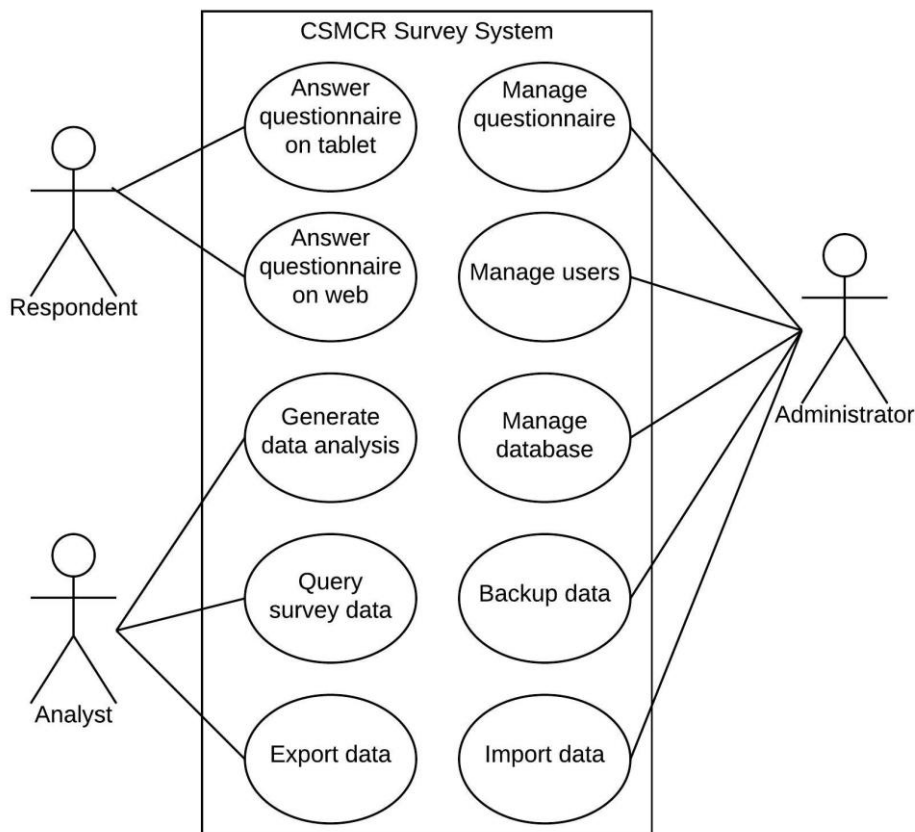 CSMCR Survey System
Answer
questionnaire
on tablet
Manage
questionnaire
Answer
questionnaire
on web
Manage users
Respondent
Administrator
Generate
data analysis
Manage
database
Query
survey data
Backup data
Analyst
Export data
Import data